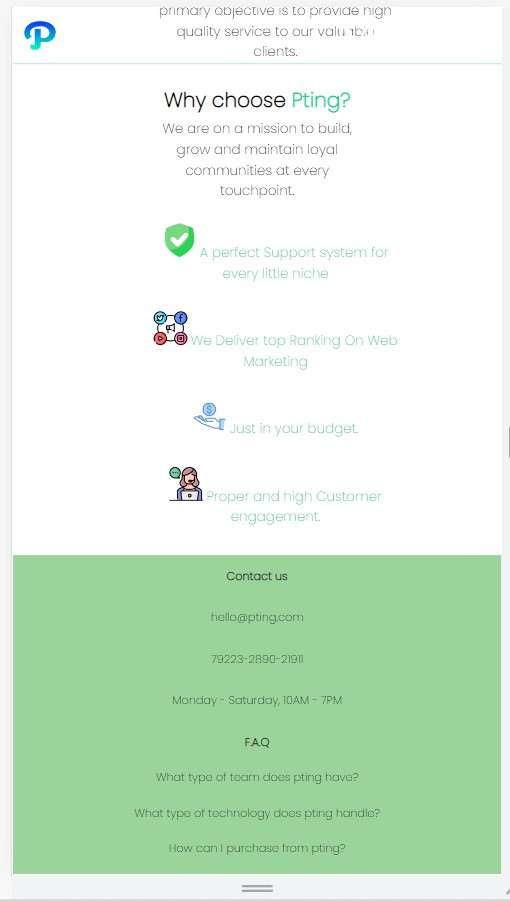 primary objective is to provide high
quality service to our valuable
clients.
Why choose Pting?
We are on a mission to build,
grow and maintain loyal
communities at every
touchpoint.
A perfect Support system for
every little niche
We Deliver top Ranking On Web
Marketing
Just in your budget.
Proper and high Customer
engagement.
Contact us
hello@pting.com
79223-2890-21911
Monday - Saturday, 10AM - 7PM
F.A.Q
What type of team does pting have?
What type of technology does pting handle?
How can I purchase from pting?